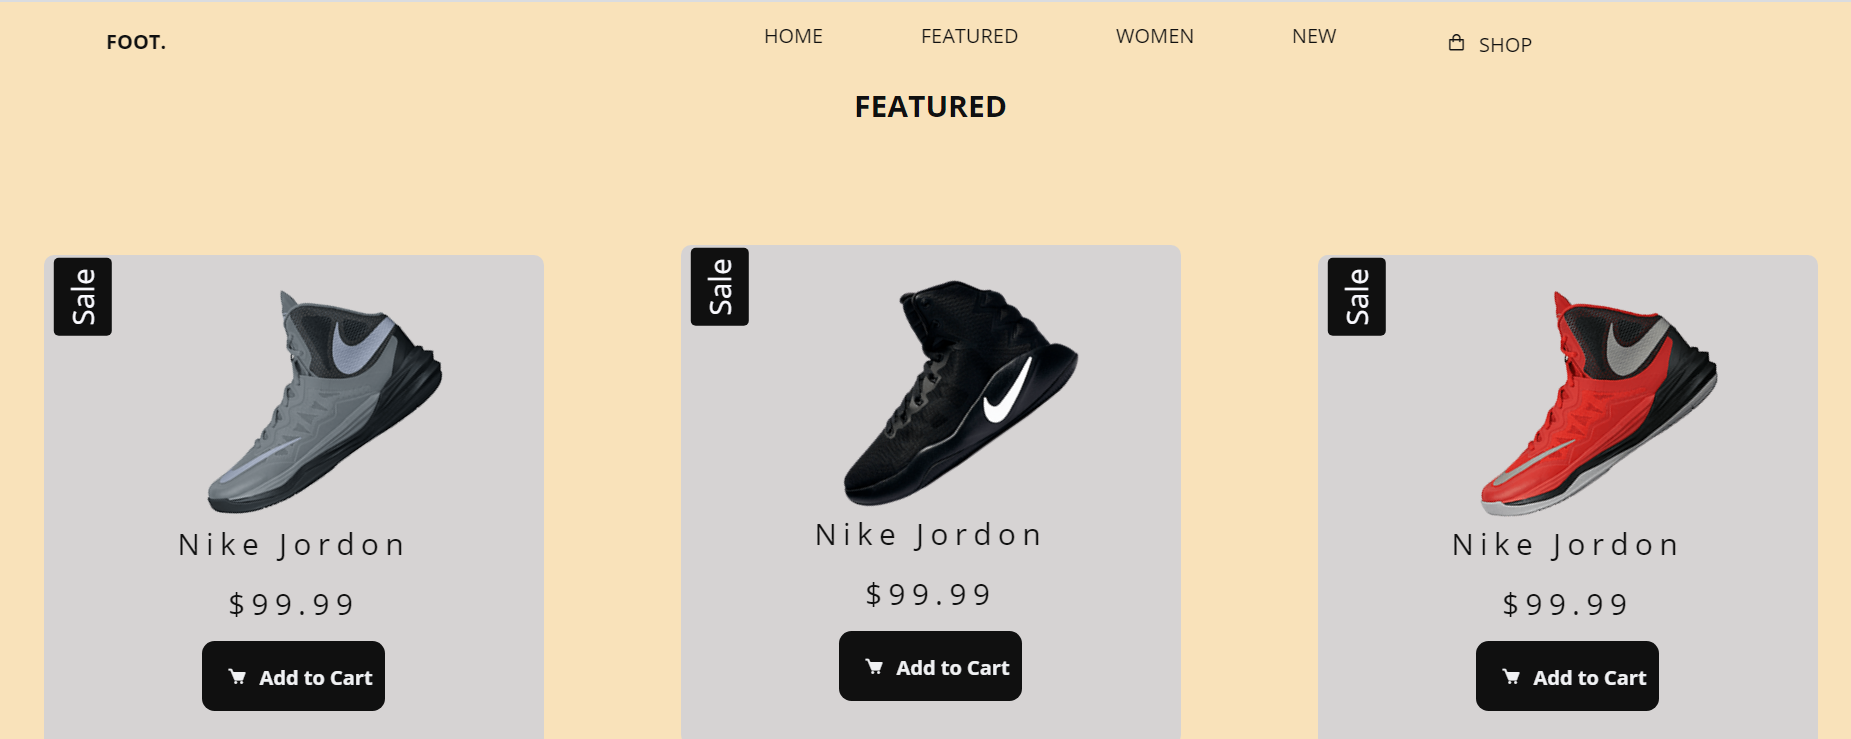 FOOT. HOME FEATURED WOMEN NEW SHOP
FEATURED
Sale
Nike Jordon
$99.99
Add to Cart
Sale
Nike Jordon
$99.99
Add to Cart
Sale
Nike Jordon
$99.99
Add to Cart